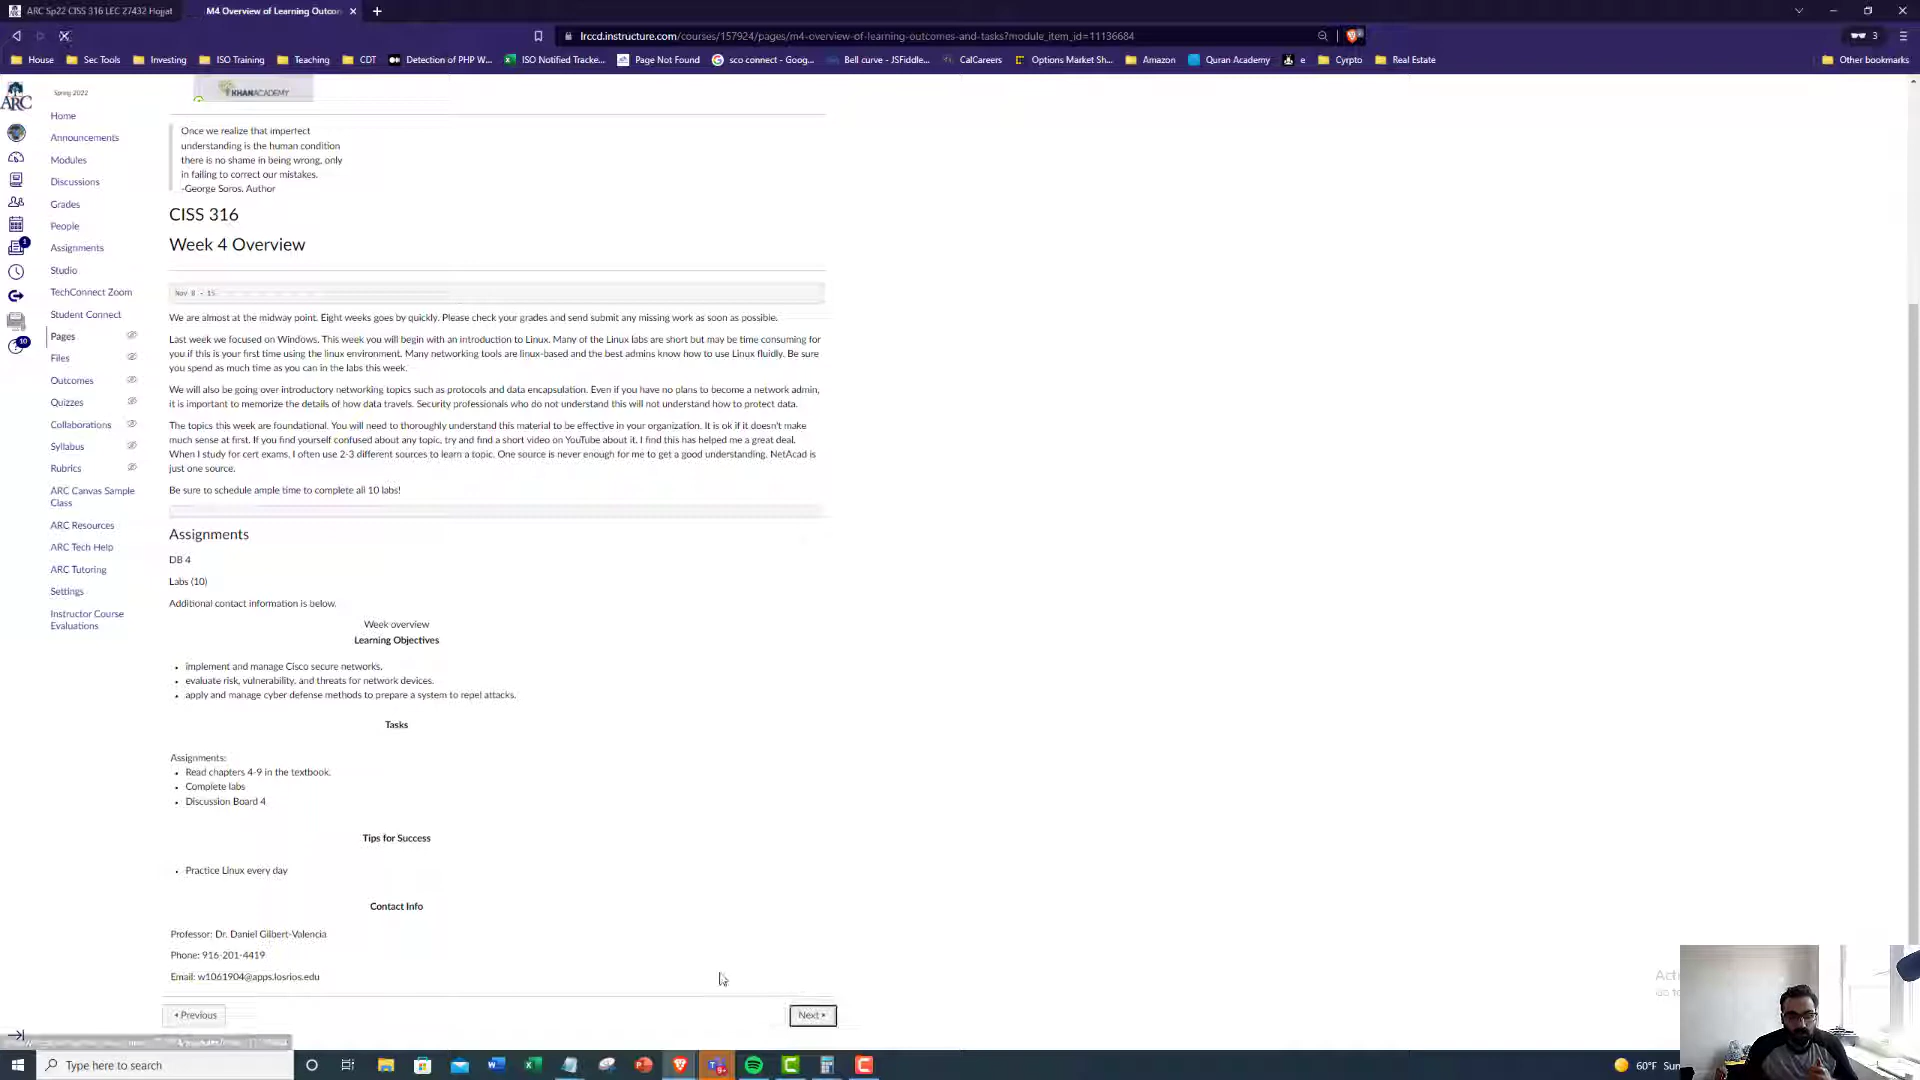 ARC Sp22 CISS 316 LEC 27432 Hojjat
M4 Overview of Learning Outco
lrccd.instructure.com/courses/157924/pages/m4-overview-of-learning-outcomes-and-tasks?module_item_id=11136684
3
House
Sec Tools
Investing
ISO Training
Teaching
CDT
Detection of PHP W...
ISO Notified Tracke...
Page Not Found
sco connect - Goog...
Bell curve - JSFiddle...
CalCareers
Options Market Sh...
Amazon
Quran Academy
e
Cyrpto
Real Estate
Other bookmarks
ARC
1
10
Spring 2022
Home
Announcements
Modules
Discussions
Grades
People
Assignments
Studio
TechConnect Zoom
Student Connect
Pages
Files
Outcomes
Quizzes
Collaborations
Syllabus
Rubrics
ARC Canvas Sample
Class
ARC Resources
ARC Tech Help
ARC Tutoring
Settings
Instructor Course
Evaluations
KHANACADEMY
Once we realize that imperfect
understanding is the human condition
there is no shame in being wrong, only
in failing to correct our mistakes.
-George Soros, Author
CISS 316
Week 4 Overview
Nov 8 - 15
We are almost at the midway point. Eight weeks goes by quickly. Please check your grades and send submit any missing work as soon as possible.
Last week we focused on Windows. This week you will begin with an introduction to Linux. Many of the Linux labs are short but may be time consuming for
you if this is your first time using the linux environment. Many networking tools are linux-based and the best admins know how to use Linux fluidly. Be sure
you spend as much time as you can in the labs this week.
We will also be going over introductory networking topics such as protocols and data encapsulation. Even if you have no plans to become a network admin,
it is important to memorize the details of how data travels. Security professionals who do not understand this will not understand how to protect data.
The topics this week are foundational. You will need to thoroughly understand this material to be effective in your organization. It is ok if it doesn't make
much sense at first. If you find yourself confused about any topic, try and find a short video on YouTube about it. I find this has helped me a great deal.
When I study for cert exams, I often use 2-3 different sources to learn a topic. One source is never enough for me to get a good understanding. NetAcad is
just one source.
Be sure to schedule ample time to complete all 10 labs!
Assignments
DB 4
Labs (10)
Additional contact information is below.
Week overview
Learning Objectives
implement and manage Cisco secure networks.
evaluate risk, vulnerability, and threats for network devices.
apply and manage cyber defense methods to prepare a system to repel attacks.
Tasks
Assignments:
Read chapters 4-9 in the textbook.
Complete labs
Discussion Board 4
Tips for Success
Practice Linux every day
Contact Info
Professor: Dr. Daniel Gilbert-Valencia
Phone: 916-201-4419
Email: w1061904@apps.losrios.edu
Previous
Next
Type here to search
60°F